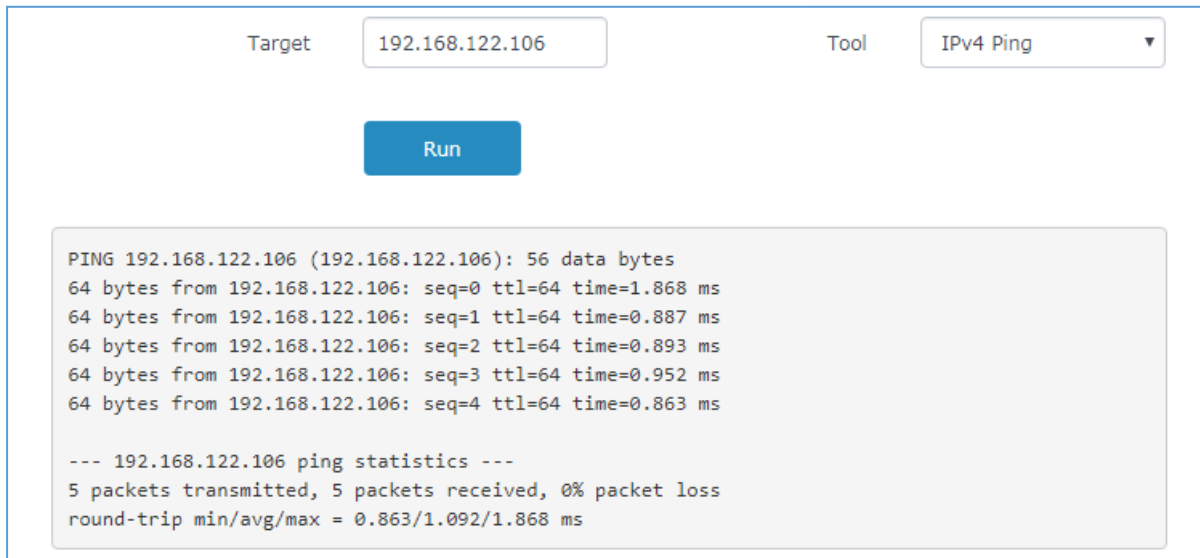 Target 192.168.122.106 Tool IPv4 Ping
Run
PING 192.168.122.106 (192.168.122.106): 56 data bytes
64 bytes from 192.168.122.106: seq=0 ttl=64 time=1.868 ms
64 bytes from 192.168.122.106: seq=1 ttl=64 time=0.887 ms
64 bytes from 192.168.122.106: seq=2 ttl=64 time=0.893 ms
64 bytes from 192.168.122.106: seq=3 ttl=64 time=0.952 ms
64 bytes from 192.168.122.106: seq=4 ttl=64 time=0.863 ms
--- 192.168.122.106 ping statistics ---
5 packets transmitted, 5 packets received, 0% packet loss
round-trip min/avg/max = 0.863/1.092/1.868 ms